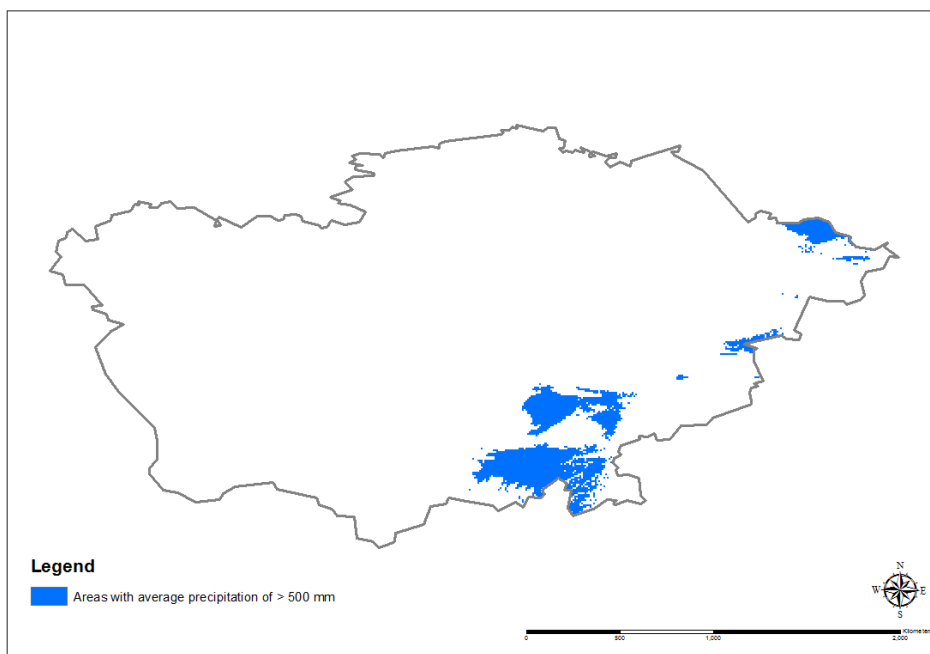 Legend
Areas with average precipitation of > 500 mm
N
W E
S
Kilometers
0 500 1,000 2,000